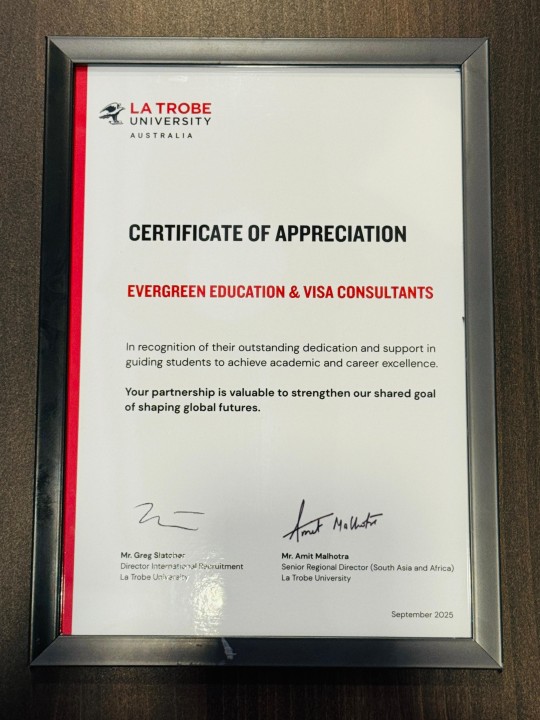 LA TROBE
UNIVERSITY
AUSTRALIA
CERTIFICATE OF APPRECIATION
EVERGREEN EDUCATION & VISA CONSULTANTS
In recognition of their outstanding dedication and support in
guiding students to achieve academic and career excellence.
Your partnership is valuable to strengthen our shared goal
of shaping global futures.
Amit Malhotra
Mr. Greg Slatcher
Director International Recruitment
La Trobe University
Mr. Amit Malhotra
Senior Regional Director (South Asia and Africa)
La Trobe University
September 2025